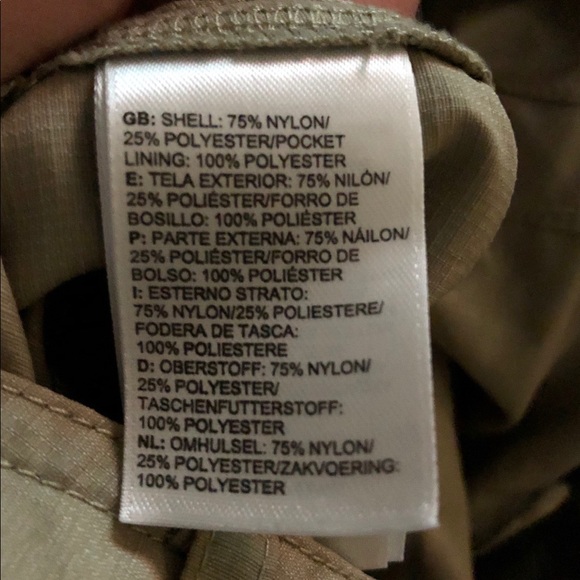 GB: SHELL: 75% NYLON/
25% POLYESTER/POCKET
LINING: 100% POLYESTER
E: TELA EXTERIOR: 75% NILÓN/
25% POLIÉSTER/FORRO DE
BOSILLO: 100% POLIÉSTER
P: PARTE EXTERNA: 75% NÁILON/
25% POLIÉSTER/FORRO DE
BOLSO: 100% POLIÉSTER
I: ESTERNO STRATO:
75% NYLON/25% POLIESTERE/
FODERA DE TASCA:
100% POLIESTERE
D: OBERSTOFF: 75% NYLON/
25% POLYESTER/
TASCHENFUTTERSTOFF:
100% POLYESTER
NL: OMHULSEL: 75% NYLON/
25% POLYESTER/ZAKVOERING:
100% POLYESTER